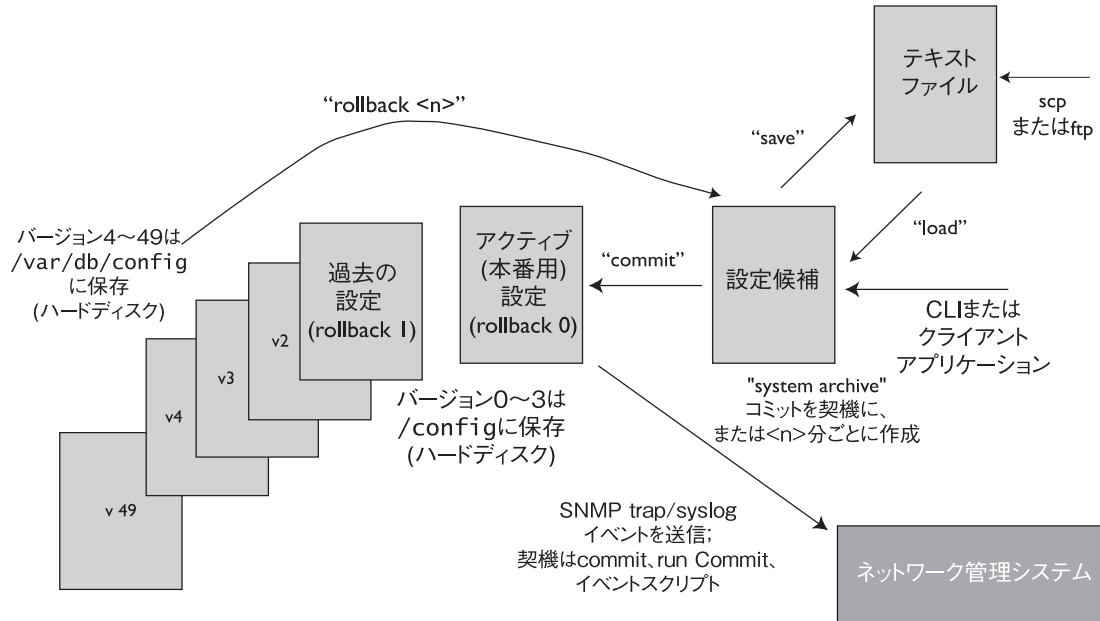 テキスト
ファイル
scp
またはftp
“rollback <n>”
“save”
“load”
バージョン4〜49は
/var/db/config
に保存
(ハードディスク)
過去の
設定
(rollback 1)
v2
v3
v4
v 49
アクティブ
(本番用)
設定
(rollback 0)
“commit”
設定候補
CLIまたは
クライアント
アプリケーション
バージョン0〜3は
/configに保存
(ハードディスク)
"system archive"
コミットを契機に、
または<n>分ごとに作成
SNMP trap/syslog
イベントを送信;
契機はcommit、run Commit、
イベントスクリプト
ネットワーク管理システム